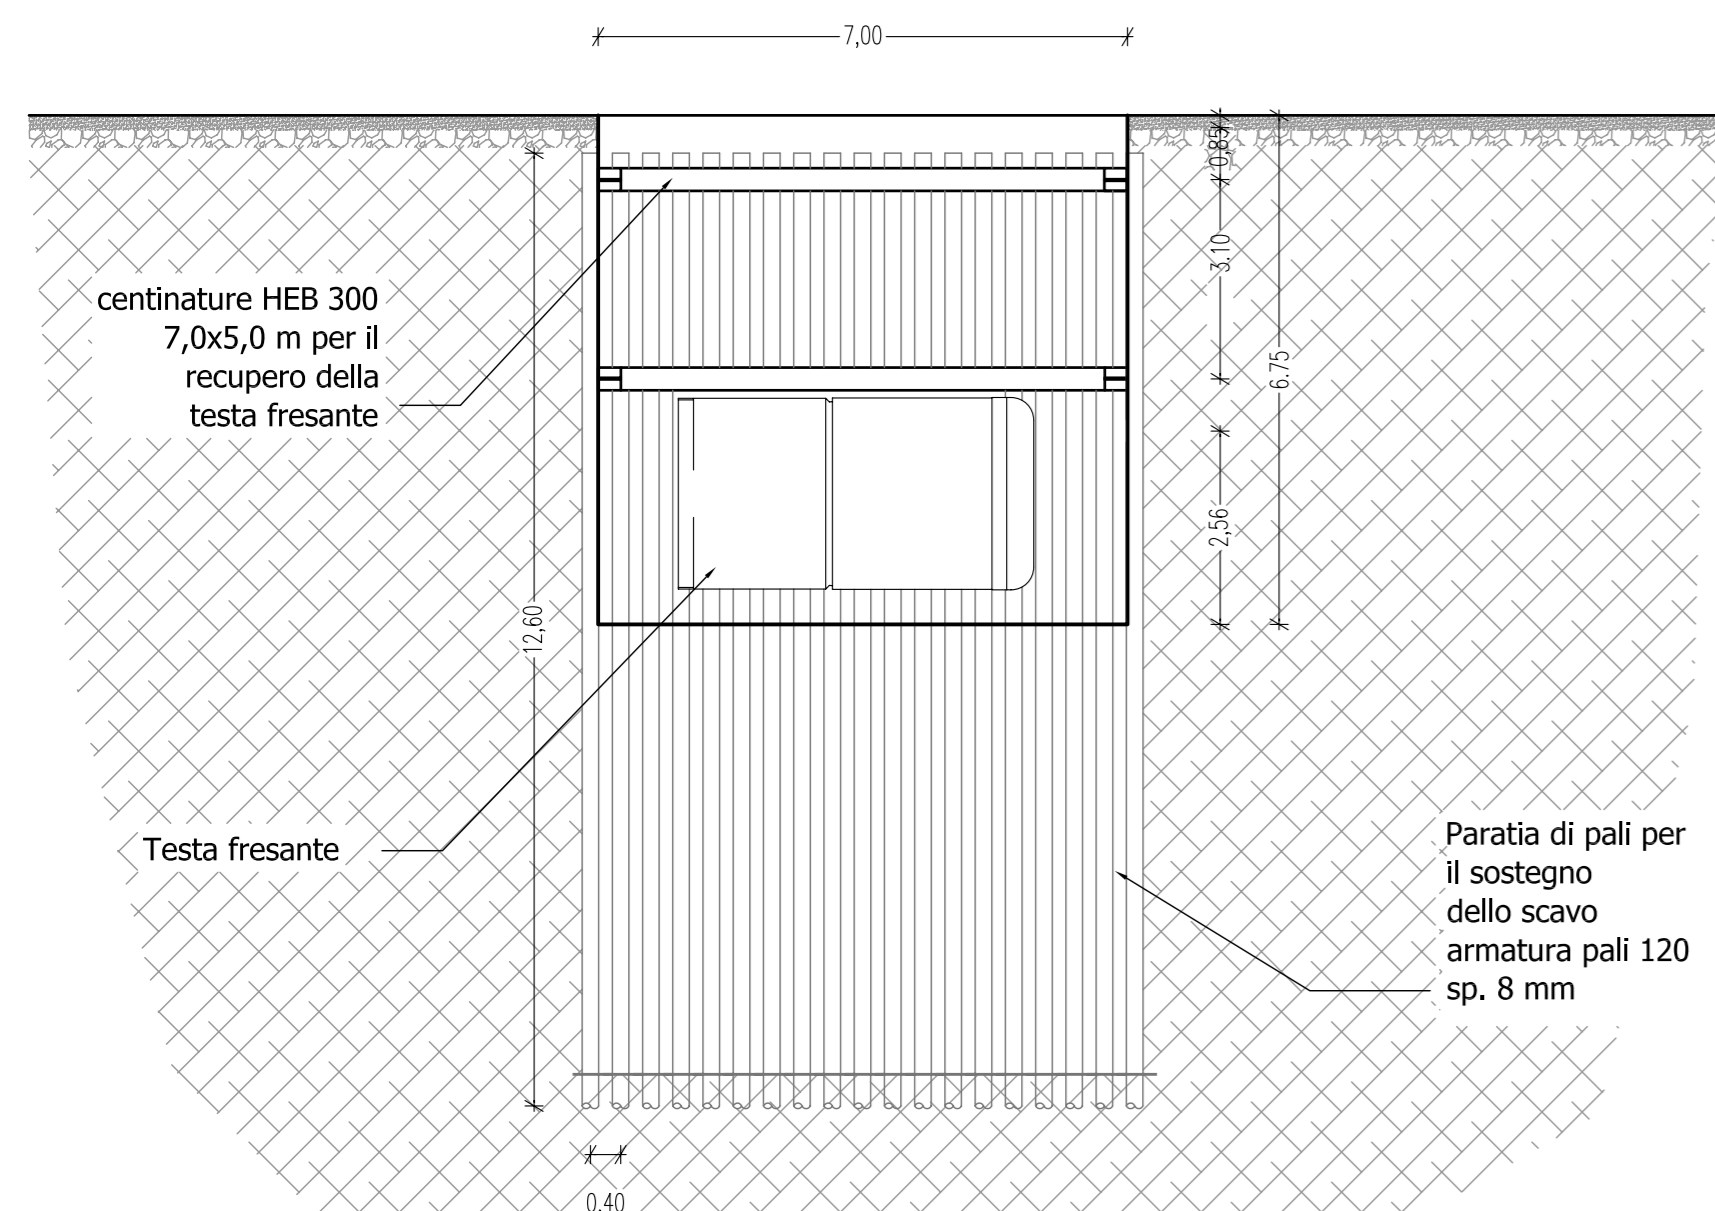 7,00
0,85
3.10
6.75
2,56
12,60
0,40
centinature HEB 300
7,0x5,0 m per il
recupero della
testa fresante
Testa fresante
Paratia di pali per
il sostegno
dello scavo
armatura pali 120
sp. 8 mm